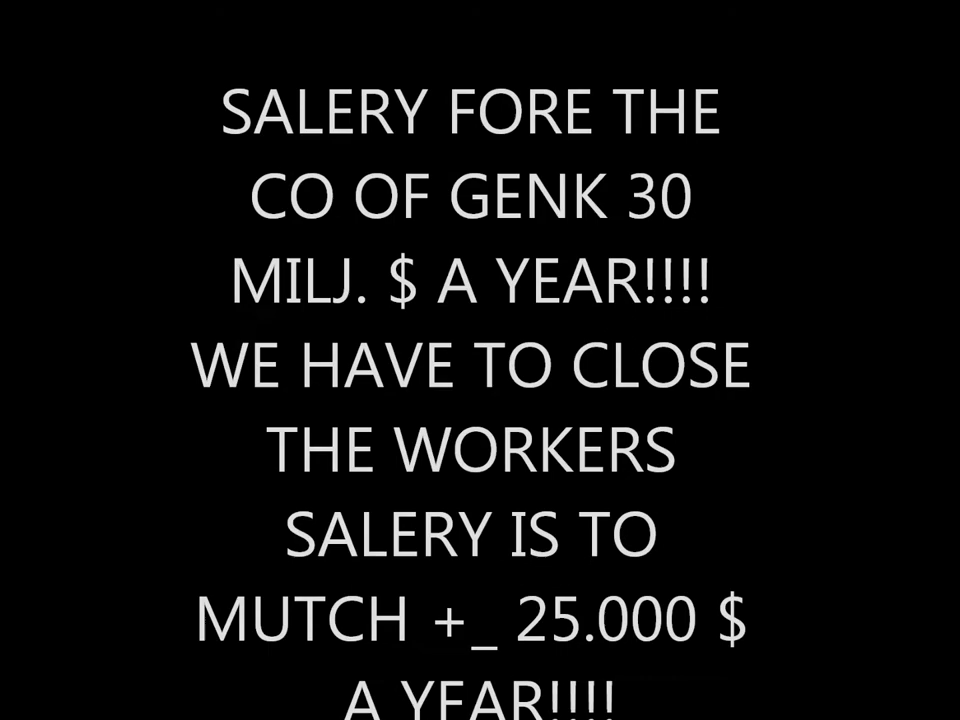 SALERY FORE THE
CO OF GENK 30
MILJ. $ A YEAR!!!!
WE HAVE TO CLOSE
THE WORKERS
SALERY IS TO
MUTCH +_ 25.000 $
A YEAR!!!!